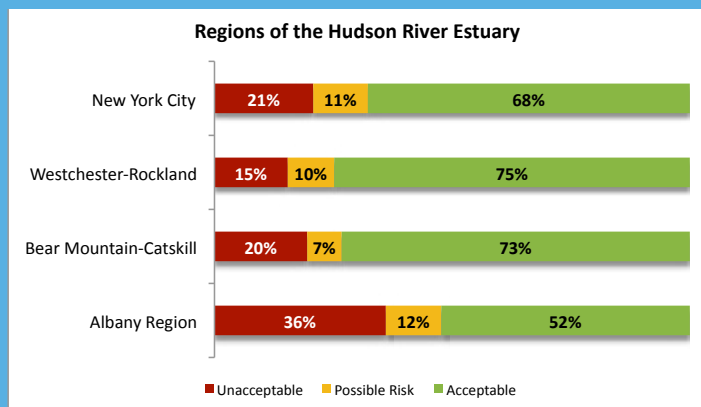 Regions of the Hudson River Estuary
New York City
21% 11% 68%
Westchester-Rockland
15% 10% 75%
Bear Mountain-Catskill
20% 7% 73%
Albany Region
36% 12% 52%
Unacceptable Possible Risk Acceptable